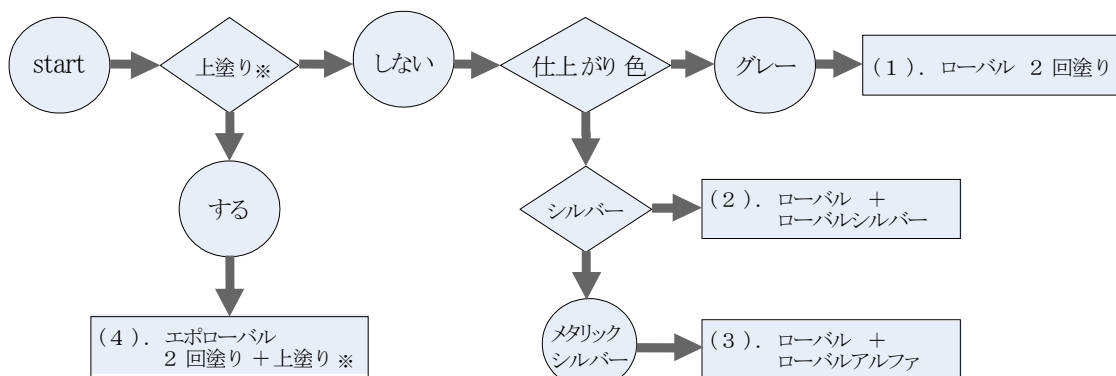 start
上塗り※
しない
仕上がり色
グレー
(1). ローバル 2 回塗り
する
シルバー
(2). ローバル +
ローバルシルバー
(4). エポローバル
2 回塗り + 上塗り ※
メタリック
シルバー
(3). ローバル +
ローバルアルファ